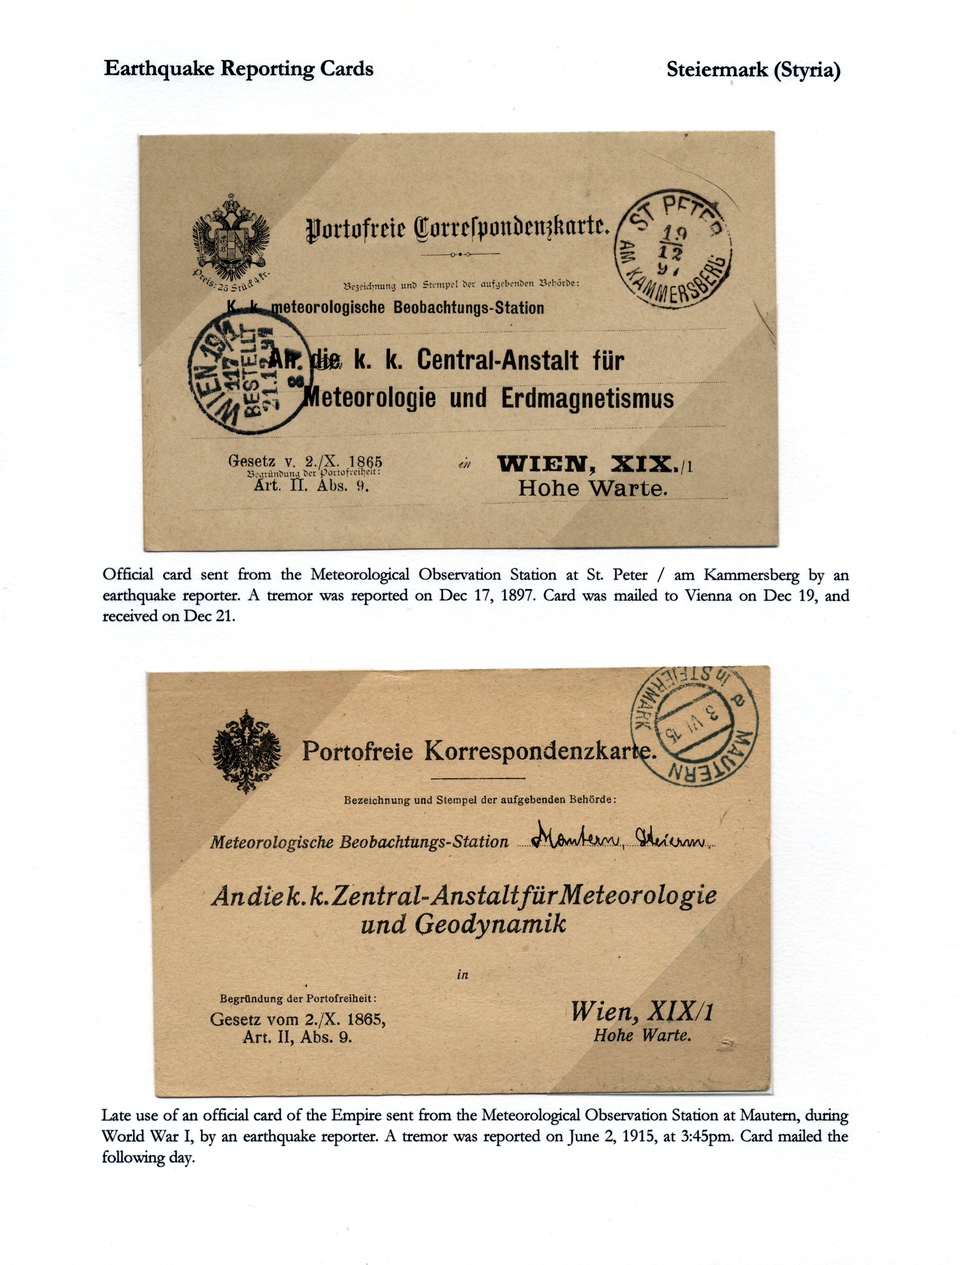 Earthquake Reporting Cards
Steiermark (Styria)
Portofreie Correspondenzkarte.
ST PETER
AM KAMMERSBERG
19
12
97
Preis: 25 Stück 4 kr.
Bezeichnung und Stempel der aufgebenden Behörde:
K. k. meteorologische Beobachtungs-Station
WIEN 19/1
117
BESTELLT
21.12.97
An die k. k. Central-Anstalt für
Meteorologie und Erdmagnetismus
Gesetz v. 2./X. 1865
Begründung der Portofreiheit:
Art. II. Abs. 9.
in
WIEN, XIX./1
Hohe Warte.
Official card sent from the Meteorological Observation Station at St. Peter / am Kammersberg by an
earthquake reporter. A tremor was reported on Dec 17, 1897. Card was mailed to Vienna on Dec 19, and
received on Dec 21.
MAUTERN
in STEIERMARK
a
3 VI 15
Portofreie Korrespondenzkarte.
Bezeichnung und Stempel der aufgebenden Behörde:
Meteorologische Beobachtungs-Station Mautern, Steierm.
An die k. k. Zentral-Anstalt für Meteorologie
und Geodynamik
in
Begründung der Portofreiheit:
Gesetz vom 2./X. 1865,
Art. II, Abs. 9.
Wien, XIX/1
Hohe Warte.
Late use of an official card of the Empire sent from the Meteorological Observation Station at Mautern, during
World War I, by an earthquake reporter. A tremor was reported on June 2, 1915, at 3:45pm. Card mailed the
following day.